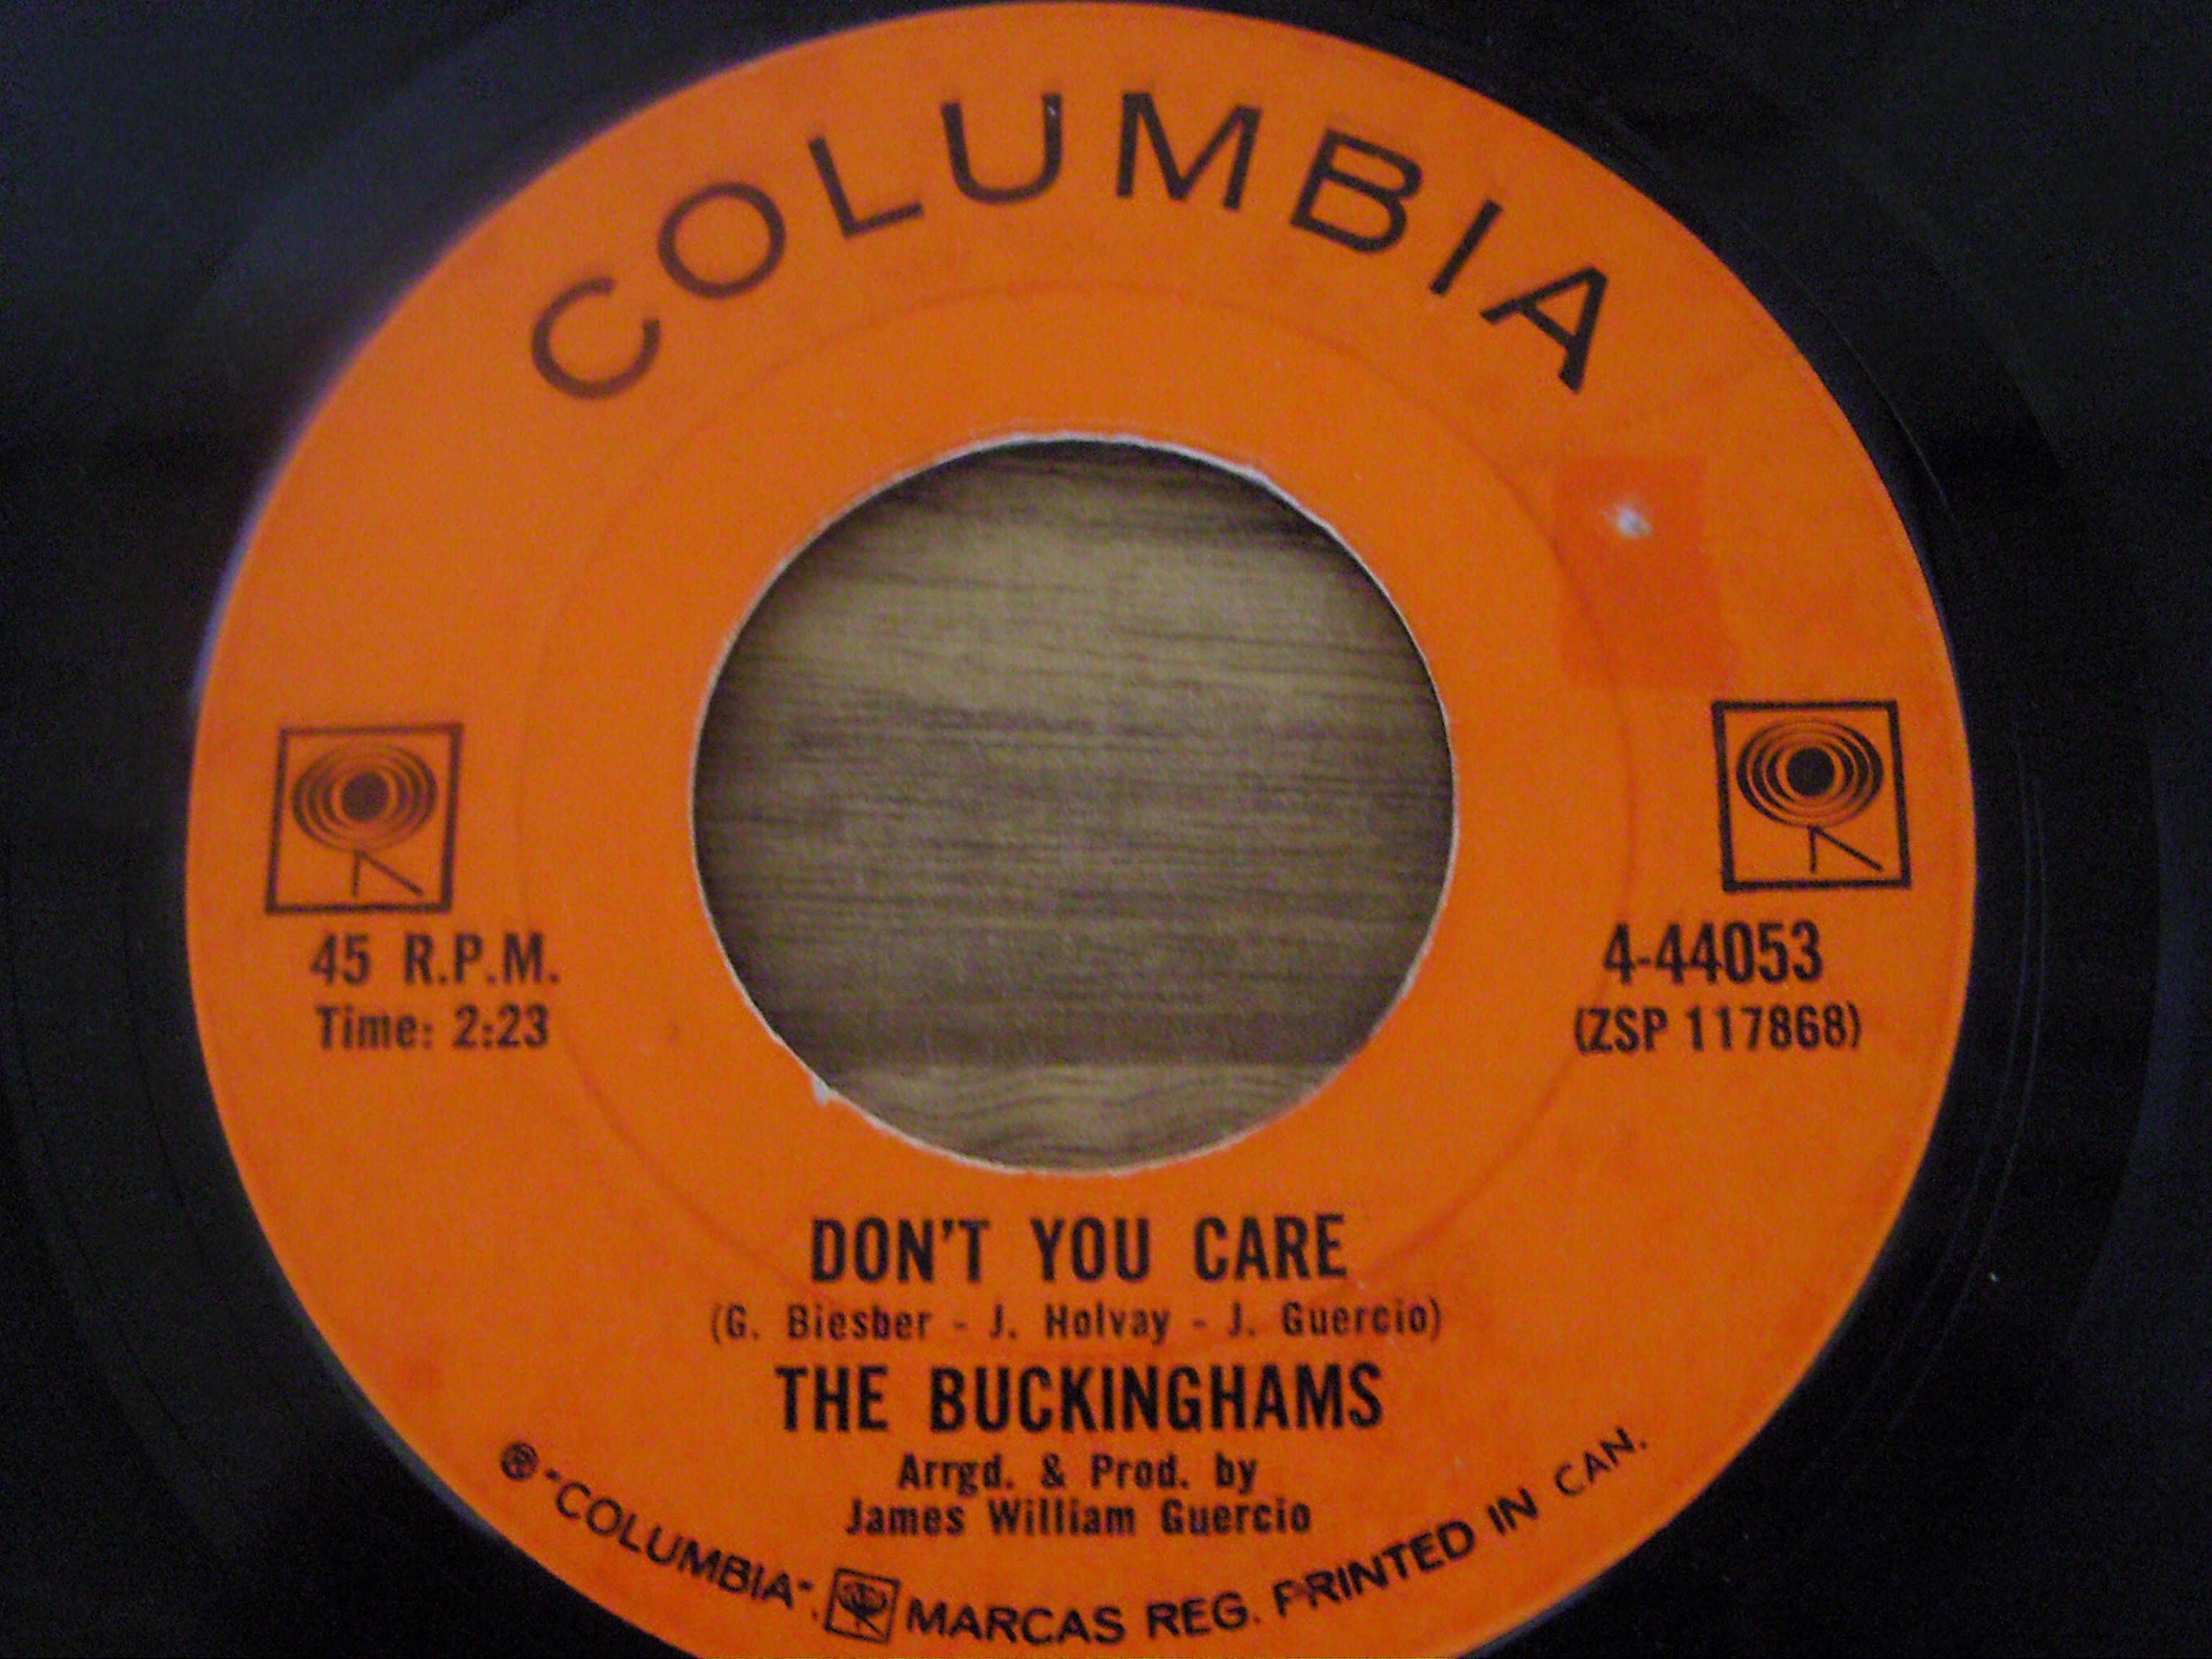 COLUMBIA
45 R.P.M.
Time: 2:23
4-44053
(ZSP 117868)
DON'T YOU CARE
(G. Biesber - J. Holvay - J. Guercio)
THE BUCKINGHAMS
Arrgd. & Prod. by
James William Guercio
® "COLUMBIA", MARCAS REG. PRINTED IN CAN.